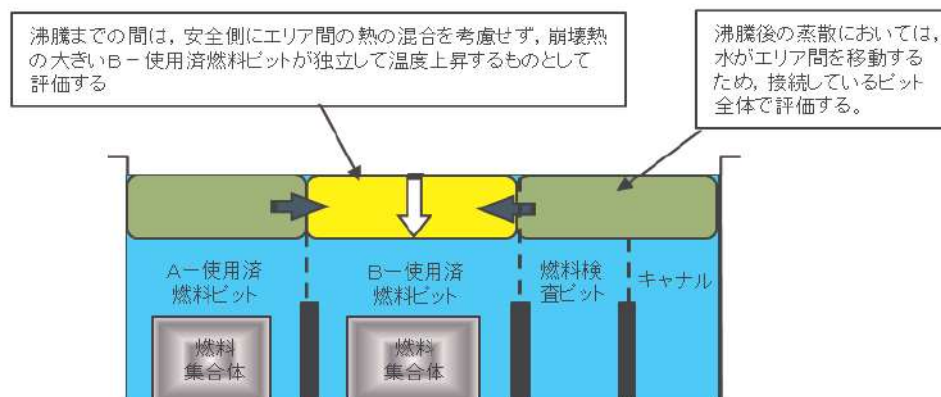 沸騰までの間は，安全側にエリア間の熱の混合を考慮せず，崩壊熱
の大きいB－使用済燃料ピットが独立して温度上昇するものとして
評価する
沸騰後の蒸散においては，
水がエリア間を移動する
ため，接続しているピット
全体で評価する。
A－使用済
燃料ピット
B－使用済
燃料ピット
燃料検
査ピット
キャナル
燃料
集合体
燃料
集合体